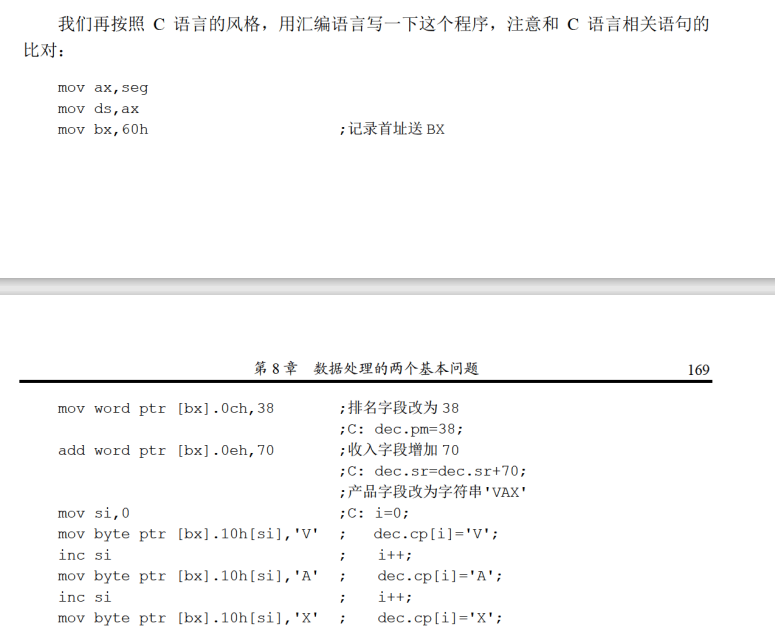 我们再按照 C 语言的风格，用汇编语言写一下这个程序，注意和 C 语言相关语句的
比对：
mov ax,seg
mov ds,ax
mov bx,60h ;记录首址送 BX
第 8 章 数据处理的两个基本问题 169
mov word ptr [bx].0ch,38 ;排名字段改为 38
;C: dec.pm=38;
add word ptr [bx].0eh,70 ;收入字段增加 70
;C: dec.sr=dec.sr+70;
;产品字段改为字符串'VAX'
mov si,0 ;C: i=0;
mov byte ptr [bx].10h[si],'V' ; dec.cp[i]='V';
inc si ; i++;
mov byte ptr [bx].10h[si],'A' ; dec.cp[i]='A';
inc si ; i++;
mov byte ptr [bx].10h[si],'X' ; dec.cp[i]='X';